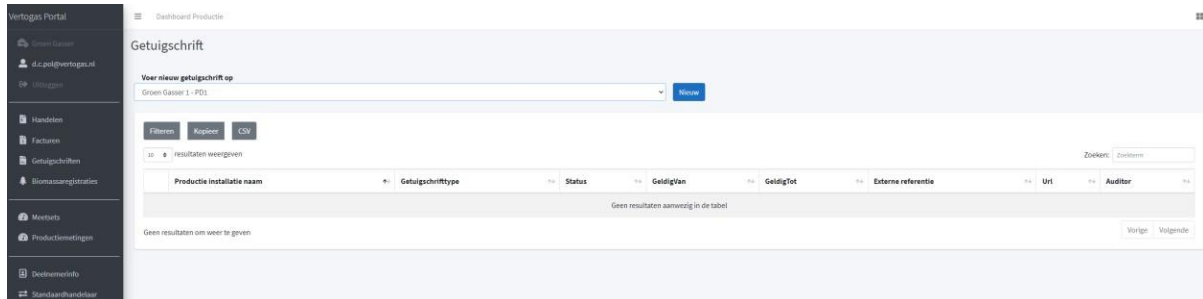 Vertogas Portal
Dashboard Productie
Groen Gasser
d.c.pol@vertogas.nl
Uitloggen
Handelen
Facturen
Getuigschriften
Biomassaregistraties
Meetsets
Productiemetingen
Deelnemerinfo
Standaardhandelaar
Getuigschrift
Voer nieuw getuigschrift op
Groen Gasser 1 - PD1
Nieuw
Filteren Kopieer CSV
10 resultaten weergeven
Zoeken: Zoekterm
Productie installatie naam Getuigschrifttype Status GeldigVan GeldigTot Externe referentie Url Auditor
Geen resultaten aanwezig in de tabel
Geen resultaten om weer te geven
Vorige Volgende